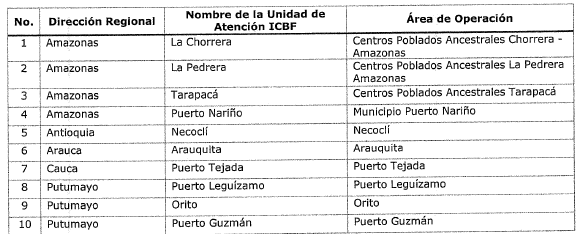 No. Dirección Regional Nombre de la Unidad de Atención ICBF Área de Operación
1 Amazonas La Chorrera Centros Poblados Ancestrales Chorrera - Amazonas
2 Amazonas La Pedrera Centros Poblados Ancestrales La Pedrera Amazonas
3 Amazonas Tarapacá Centros Poblados Ancestrales Tarapacá
4 Amazonas Puerto Nariño Municipio Puerto Nariño
5 Antioquia Necoclí Necoclí
6 Arauca Arauquita Arauquita
7 Cauca Puerto Tejada Puerto Tejada
8 Putumayo Puerto Leguízamo Puerto Leguízamo
9 Putumayo Orito Orito
10 Putumayo Puerto Guzmán Puerto Guzmán